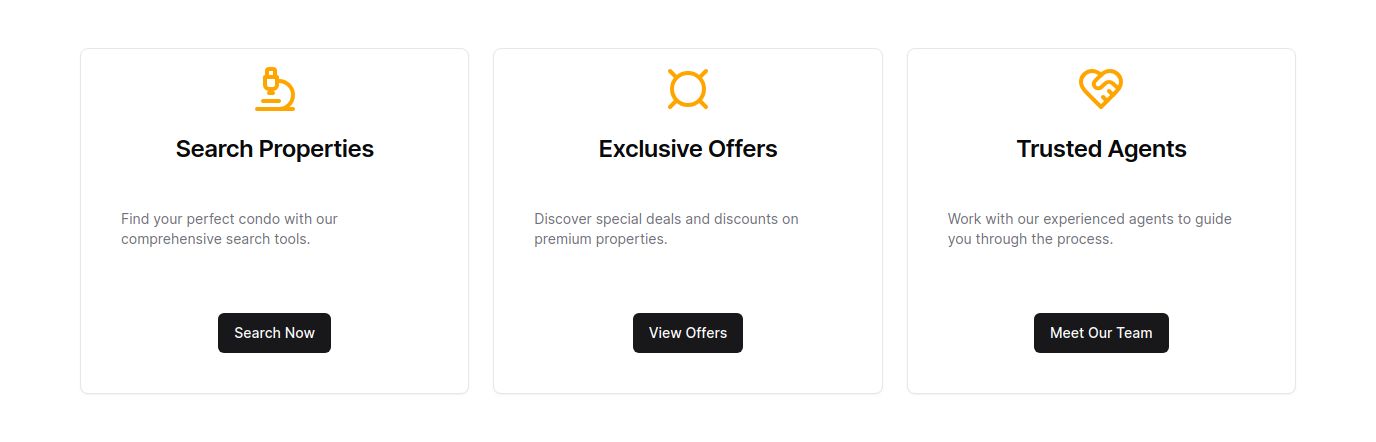 Search Properties
Find your perfect condo with our
comprehensive search tools.
Search Now
Exclusive Offers
Discover special deals and discounts on
premium properties.
View Offers
Trusted Agents
Work with our experienced agents to guide
you through the process.
Meet Our Team